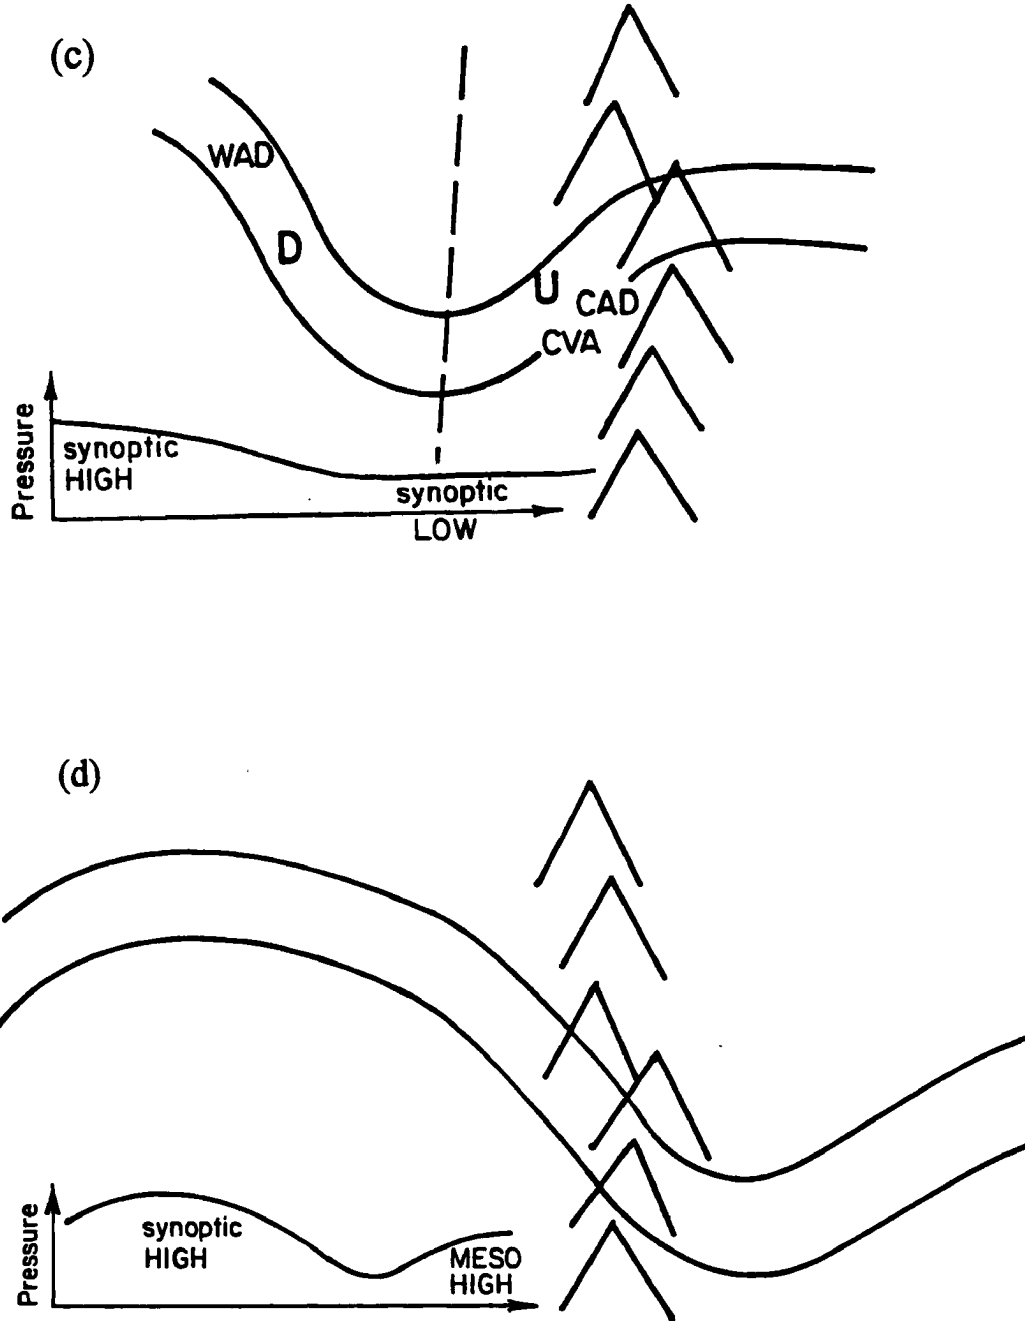 (c)
WAD
D
U
CAD
CVA
Pressure
synoptic
HIGH
synoptic
LOW
(d)
Pressure
synoptic
HIGH
MESO
HIGH